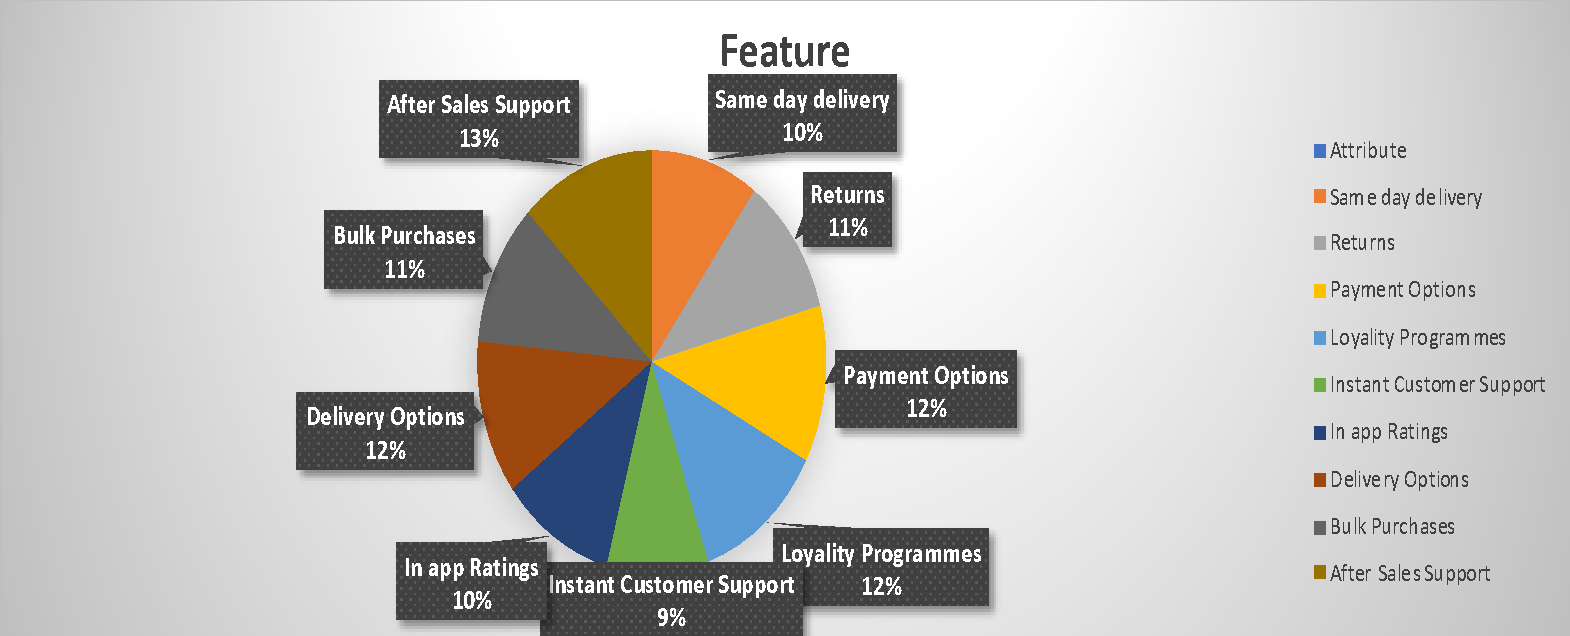 Feature
After Sales Support
13%
Same day delivery
10%
Returns
11%
Bulk Purchases
11%
Payment Options
12%
Delivery Options
12%
Loyality Programmes
12%
In app Ratings
10%
Instant Customer Support
9%
Attribute
Same day delivery
Returns
Payment Options
Loyality Programmes
Instant Customer Support
In app Ratings
Delivery Options
Bulk Purchases
After Sales Support